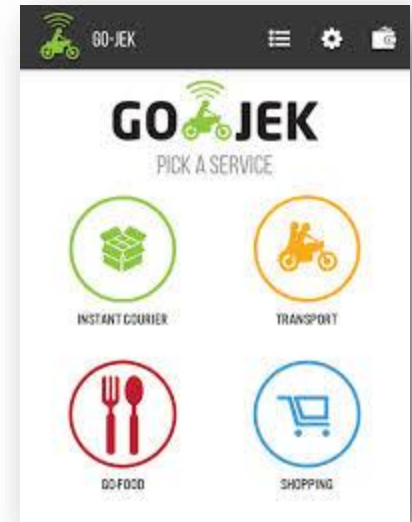 GO-JEK
GO JEK
PICK A SERVICE
INSTANT COURIER
TRANSPORT
GO-FOOD
SHOPPING